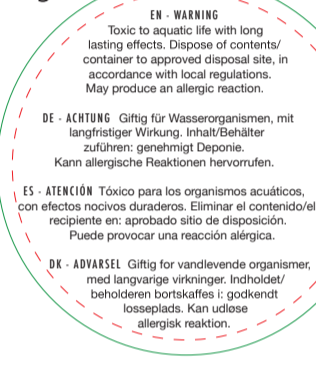 EN - WARNING
Toxic to aquatic life with long
lasting effects. Dispose of contents/
container to approved disposal site, in
accordance with local regulations.
May produce an allergic reaction.
DE - ACHTUNG Giftig für Wasserorganismen, mit
langfristiger Wirkung. Inhalt/Behälter
zuführen: genehmigt Deponie.
Kann allergische Reaktionen hervorrufen.
ES - ATENCIÓN Tóxico para los organismos acuáticos,
con efectos nocivos duraderos. Eliminar el contenido/el
recipiente en: aprobado sitio de disposición.
Puede provocar una reacción alérgica.
DK - ADVARSEL Giftig for vandlevende organismer,
med langvarige virkninger. Indholdet/
beholderen bortskaffes i: godkendt
losseplads. Kan udløse
allergisk reaktion.